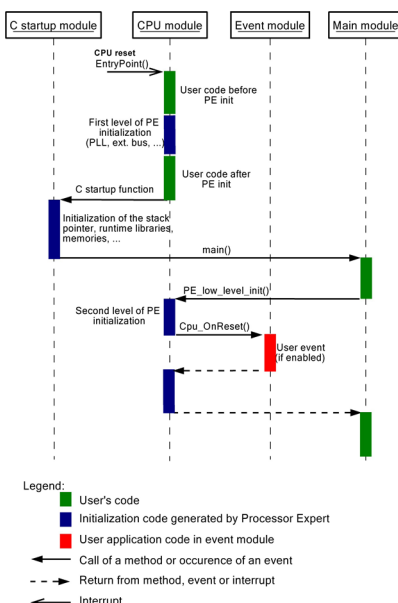 C startup module
CPU module
Event module
Main module
CPU reset
EntryPoint()
User code before
PE init
First level of PE
initialization
(PLL, ext. bus, ...)
User code after
PE init
C startup function
Initialization of the stack
pointer, runtime libraries,
memories, ...
main()
PE_low_level_init()
Second level of PE
initialization
Cpu_OnReset()
User event
(if enabled)
Legend:
User's code
Initialization code generated by Processor Expert
User application code in event module
Call of a method or occurence of an event
Return from method, event or interrupt
Interrupt